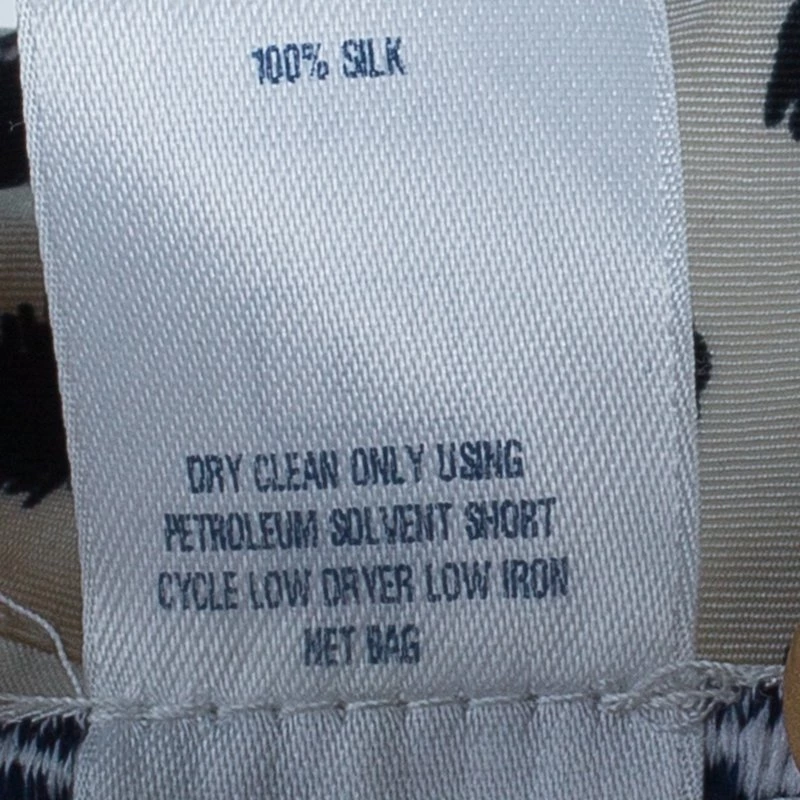 100% SILK
DRY CLEAN ONLY USING
PETROLEUM SOLVENT SHORT
CYCLE LOW DRYER LOW IRON
NET BAG